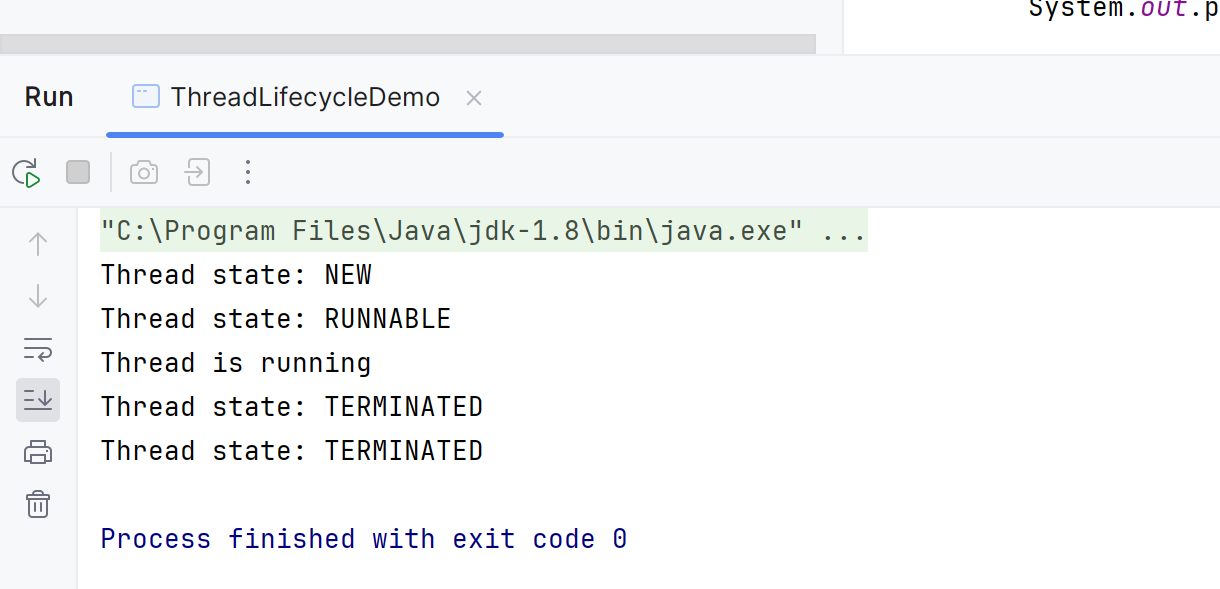 System.out.p
Run ThreadLifecycleDemo
"C:\Program Files\Java\jdk-1.8\bin\java.exe" ...
Thread state: NEW
Thread state: RUNNABLE
Thread is running
Thread state: TERMINATED
Thread state: TERMINATED
Process finished with exit code 0